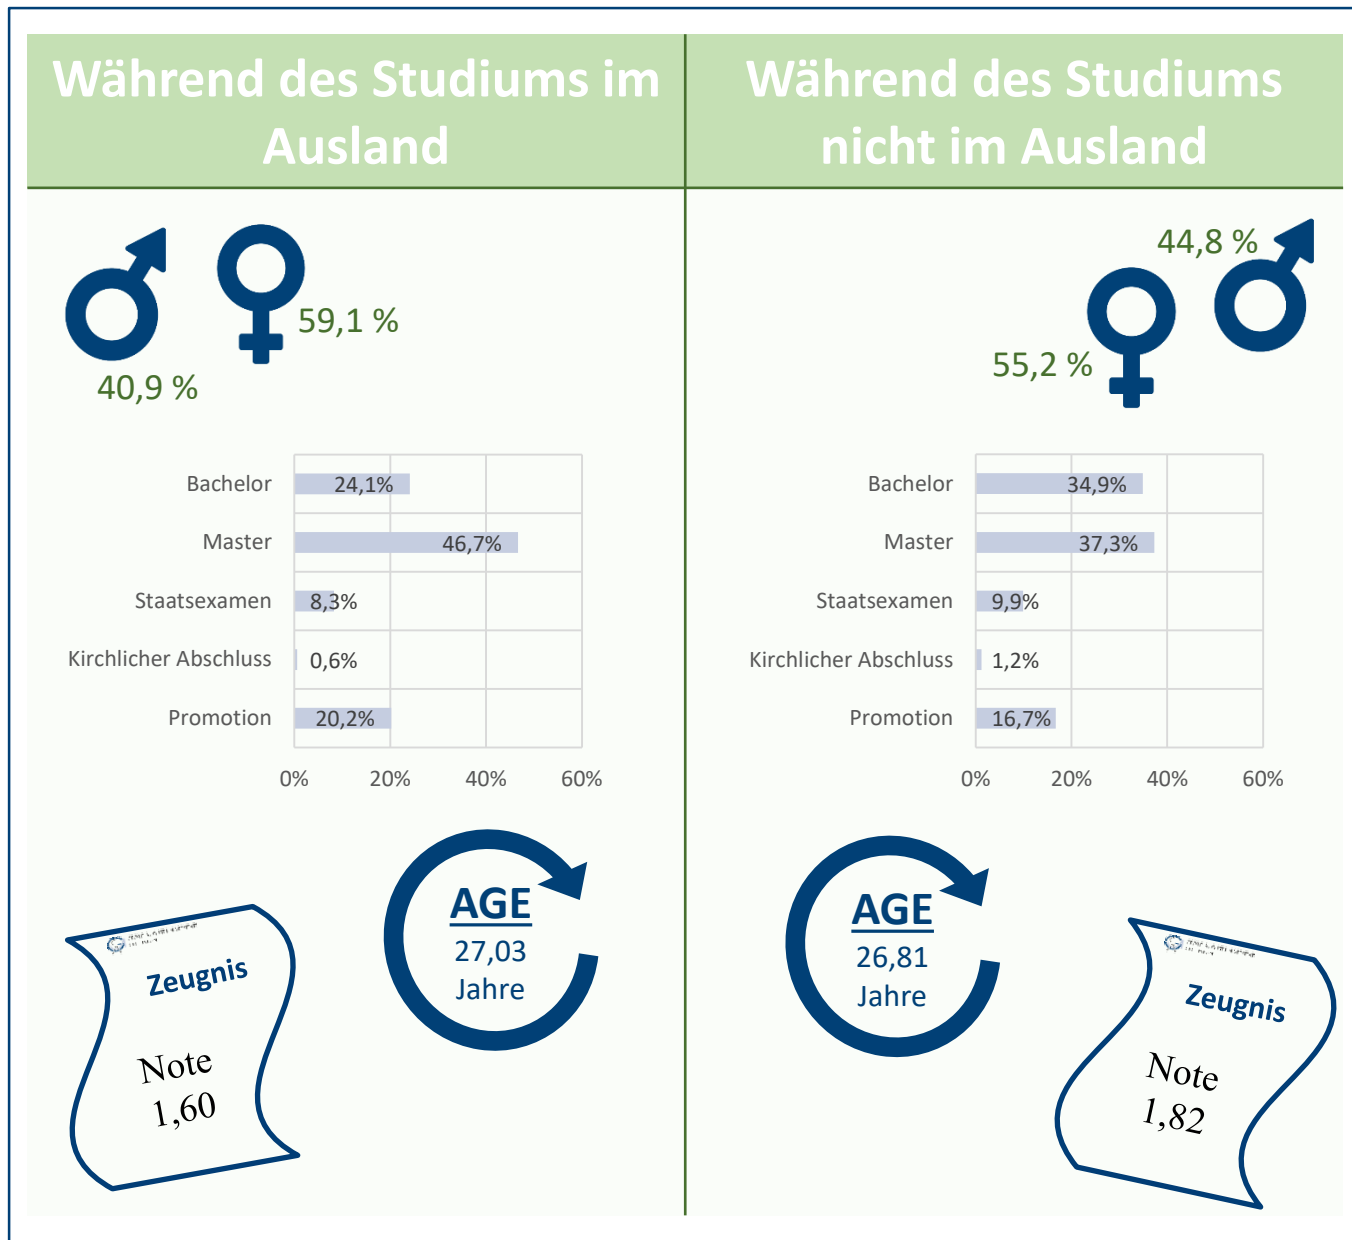 Während des Studiums im
Ausland
59,1 %
40,9 %
Bachelor 24,1%
Master 46,7%
Staatsexamen 8,3%
Kirchlicher Abschluss 0,6%
Promotion 20,2%
0% 20% 40% 60%
AGE
27,03
Jahre
Zeugnis
Note
1,60
Während des Studiums
nicht im Ausland
44,8 %
55,2 %
Bachelor 34,9%
Master 37,3%
Staatsexamen 9,9%
Kirchlicher Abschluss 1,2%
Promotion 16,7%
0% 20% 40% 60%
AGE
26,81
Jahre
Zeugnis
Note
1,82